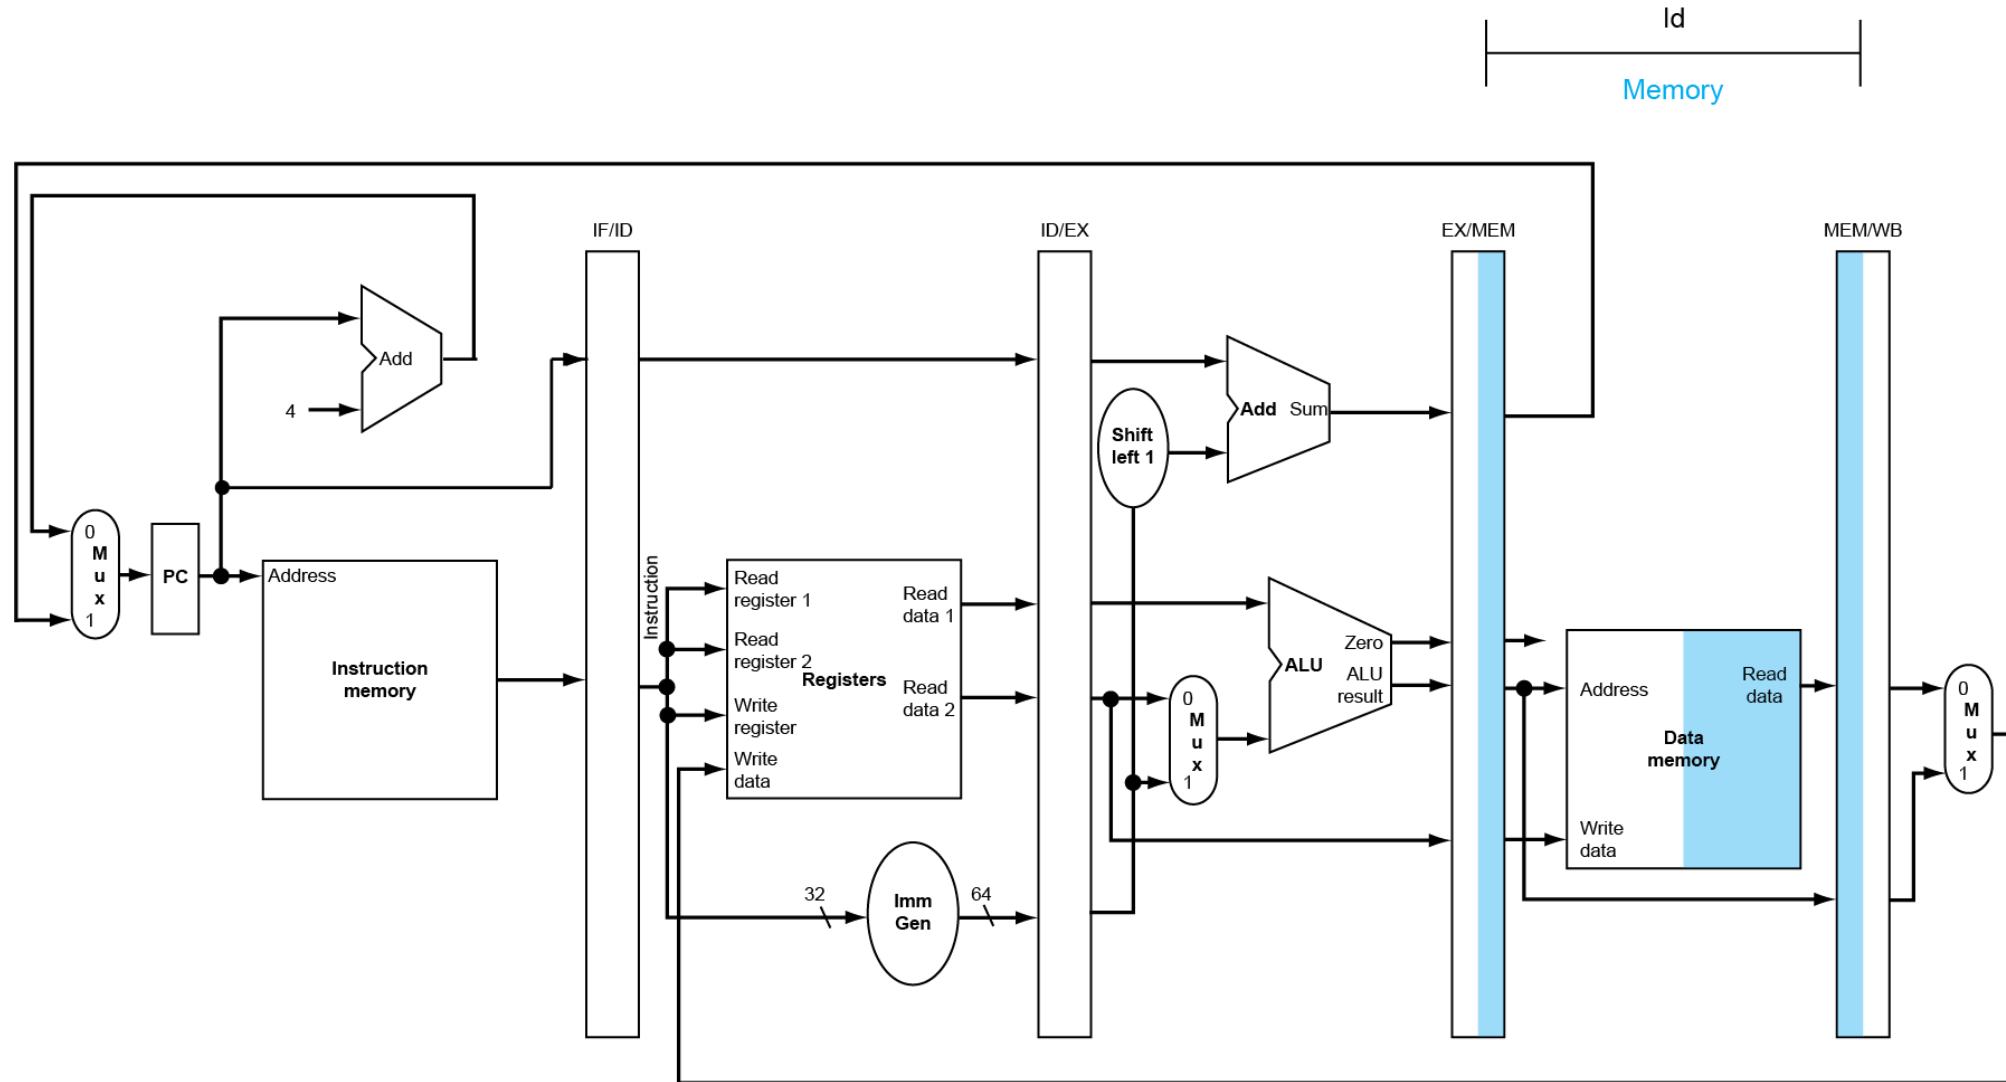 ld
Memory
IF/ID
ID/EX
EX/MEM
MEM/WB
Add
4
Add Sum
Shift
left 1
0
M
u
x
1
PC
Address
Instruction
memory
Instruction
Read
register 1
Read
register 2
Write
register
Write
data
Registers
Read
data 1
Read
data 2
32
Imm
Gen
64
0
M
u
x
1
ALU
Zero
ALU
result
Address
Read
data
Data
memory
Write
data
0
M
u
x
1